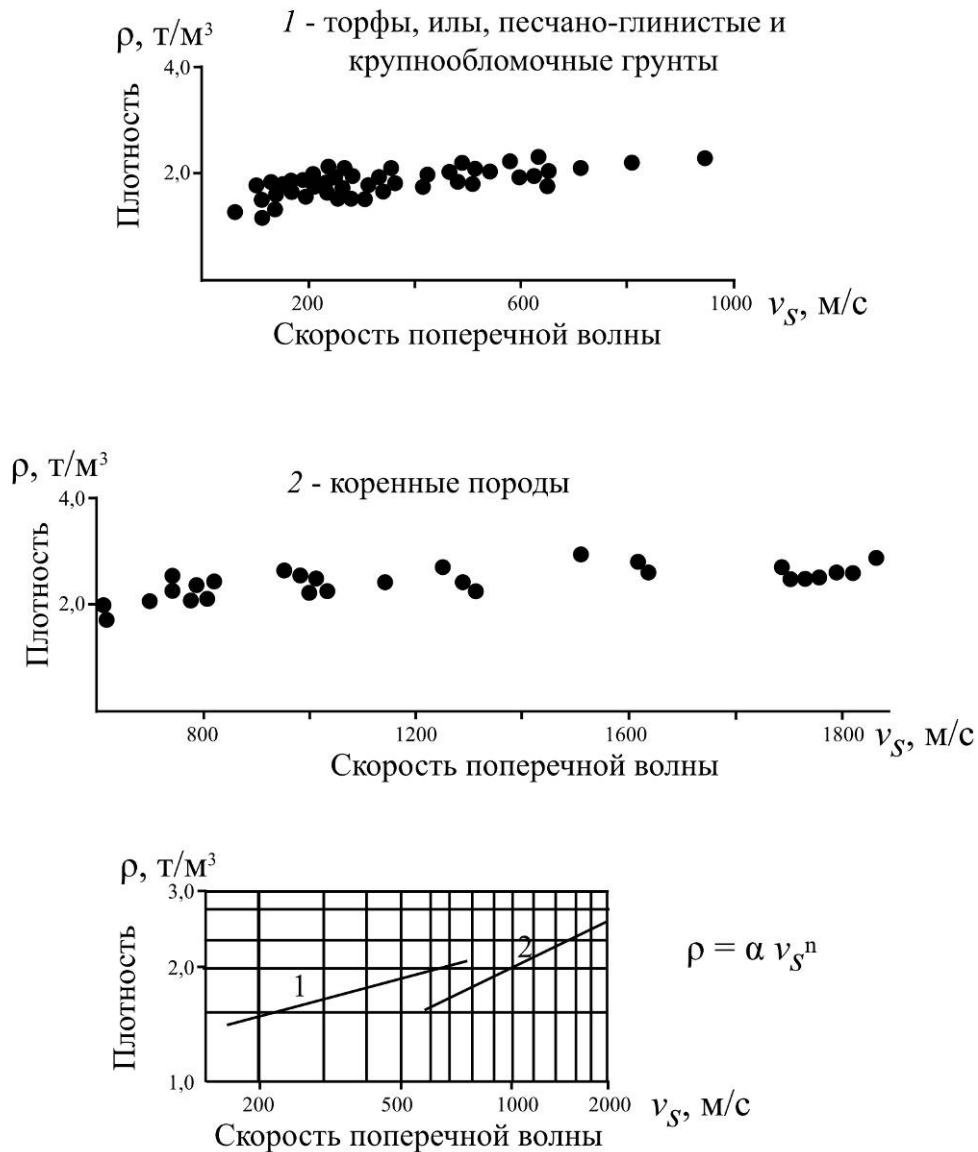 ρ, т/м³
1 - торфы, илы, песчано-глинистые и
крупнообломочные грунты
4,0
Плотность
2,0
200
600
1000
v_S, м/с
Скорость поперечной волны
ρ, т/м³
2 - коренные породы
4,0
Плотность
2,0
800
1200
1600
1800
v_S, м/с
Скорость поперечной волны
ρ, т/м³
3,0
Плотность
2,0
1
2
ρ = α v_Sⁿ
1,0
200
500
1000
2000
v_S, м/с
Скорость поперечной волны